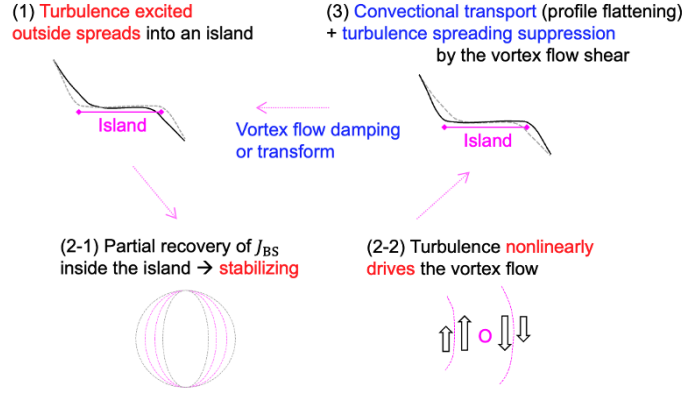 (1) Turbulence excited
outside spreads into an island
Island
(3) Convectional transport (profile flattening)
+ turbulence spreading suppression
by the vortex flow shear
Island
Vortex flow damping
or transform
(2-1) Partial recovery of J_BS
inside the island → stabilizing
(2-2) Turbulence nonlinearly
drives the vortex flow
O